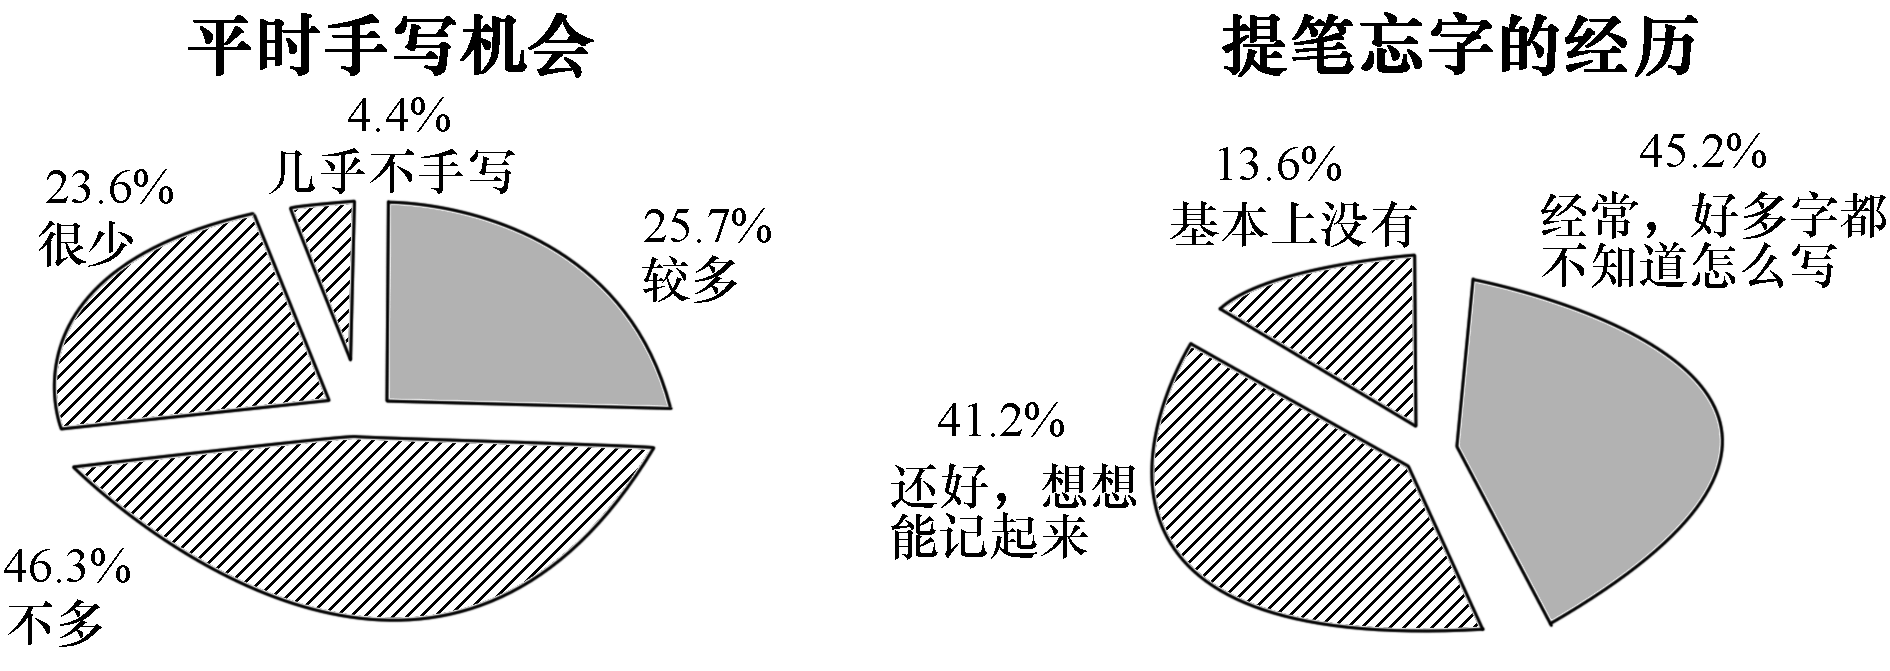 平时手写机会
4.4%
几乎不手写
23.6%
很少
25.7%
较多
46.3%
不多
提笔忘字的经历
13.6%
基本上没有
45.2%
经常，好多字都
不知道怎么写
41.2%
还好，想想
能记起来